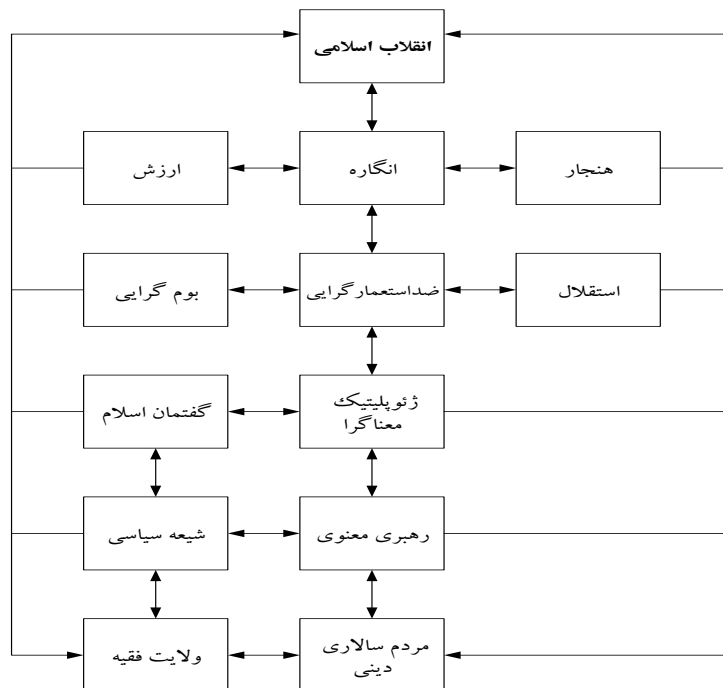 انقلاب اسلامی
هنجار
انگاره
ارزش
استقلال
ضداستعمارگرایی
بوم گرایی
ژئوپلیتیک
معناگرا
گفتمان اسلام
رهبری معنوی
شیعه سیاسی
مردم سالاری
دینی
ولایت فقیه